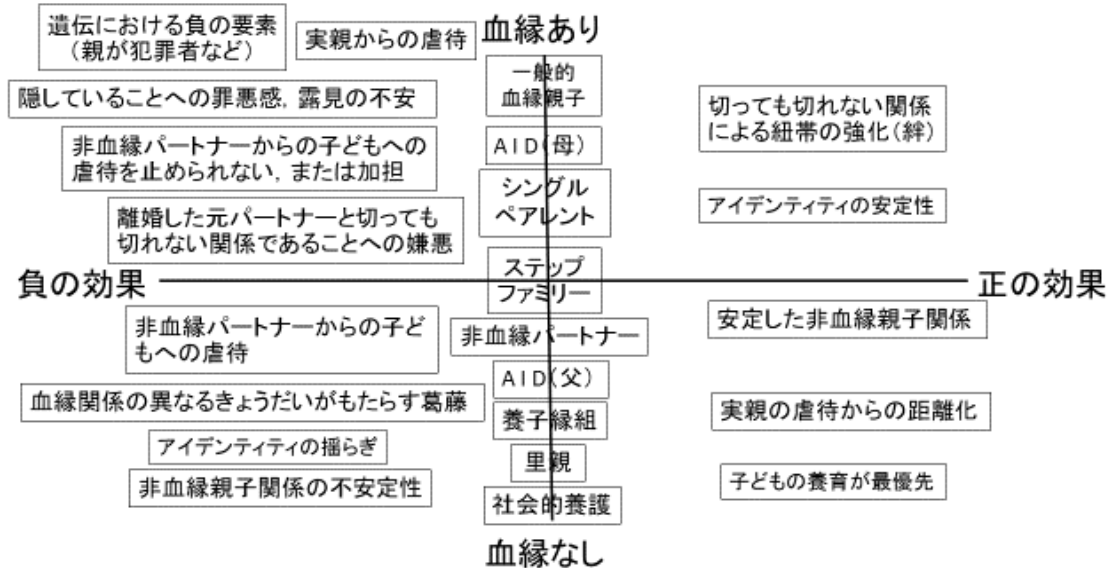 遺伝における負の要素
（親が犯罪者など）
実親からの虐待
血縁あり
一般的
血縁親子
隠していることへの罪悪感，露見の不安
切っても切れない関係
による紐帯の強化（絆）
非血縁パートナーからの子どもへの
虐待を止められない，または加担
ＡＩＤ（母）
シングル
ペアレント
アイデンティティの安定性
離婚した元パートナーと切っても
切れない関係であることへの嫌悪
ステップ
ファミリー
負の効果
正の効果
非血縁パートナーからの子ど
もへの虐待
非血縁パートナー
安定した非血縁親子関係
ＡＩＤ（父）
血縁関係の異なるきょうだいがもたらす葛藤
養子縁組
実親の虐待からの距離化
アイデンティティの揺らぎ
里親
非血縁親子関係の不安定性
子どもの養育が最優先
社会的養護
血縁なし